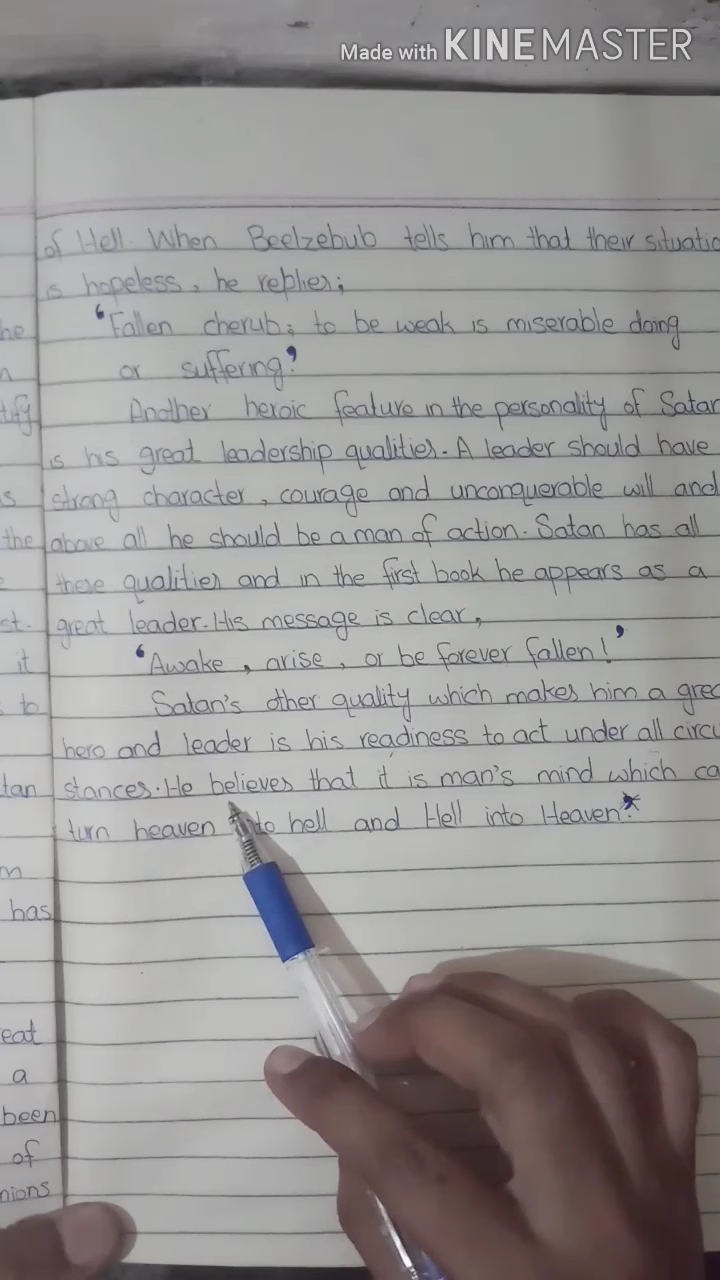 Made with KINEMASTER
of Hell. When Beelzebub tells him that their situatio
is hopeless, he replies;
'Fallen cherub; to be weak is miserable doing
or suffering'
Another heroic feature in the personality of Satan
is his great leadership qualities. A leader should have
strong character, courage and unconquerable will and
above all he should be a man of action. Satan has all
these qualities and in the first book he appears as a
great leader. His message is clear,
'Awake, arise, or be forever fallen!'
Satan's other quality which makes him a grea
hero and leader is his readiness to act under all circu
stances. He believes that it is man's mind which ca
turn heaven to hell and Hell into Heaven.
he
n
tify
s
the
e
st.
it
to
tan
m
has
eat
a
been
of
nions